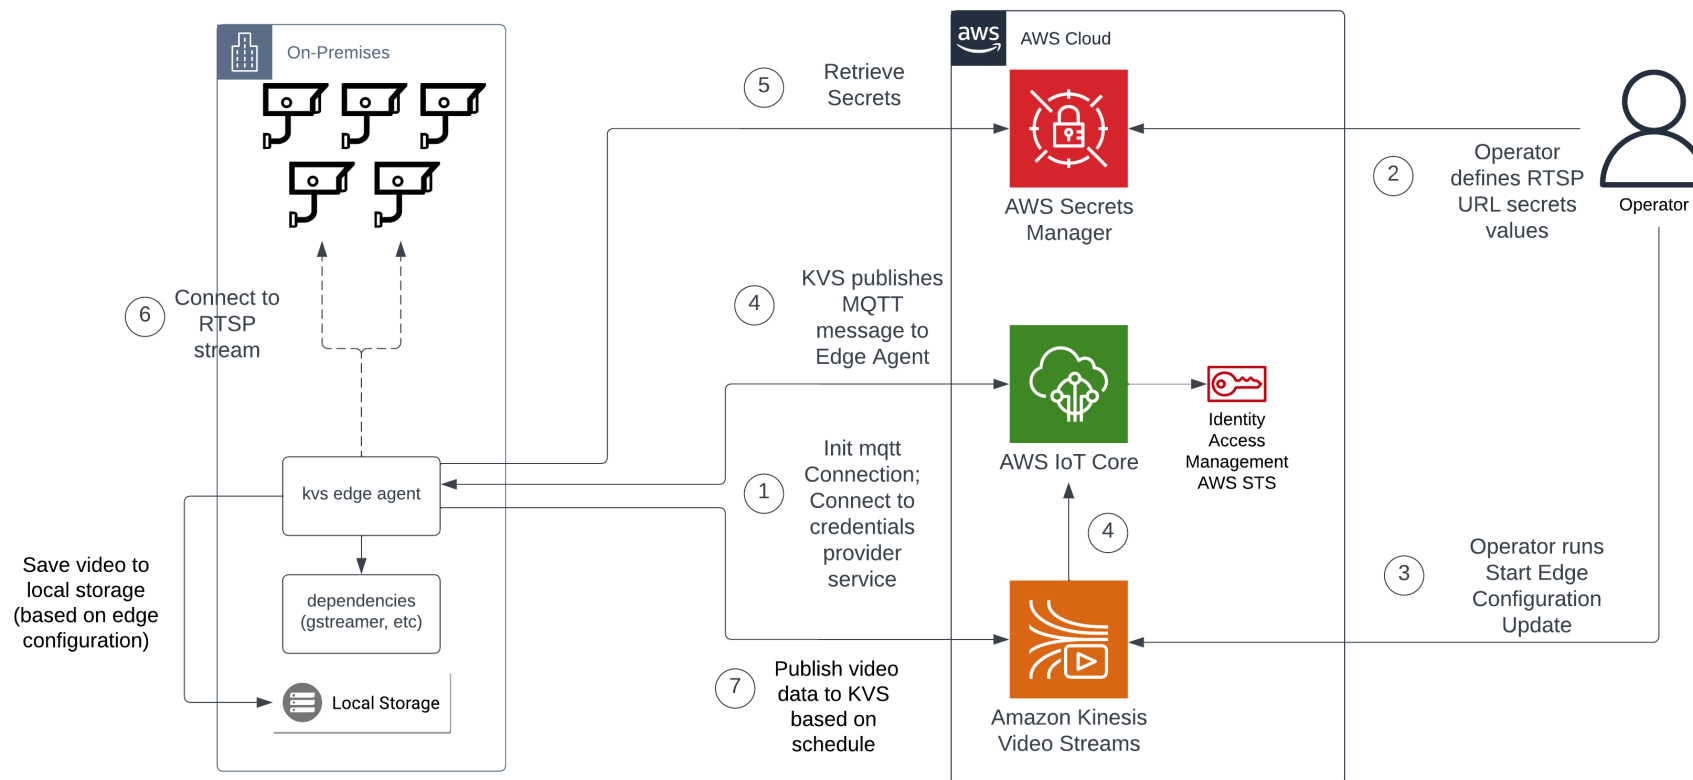 On-Premises
aws
AWS Cloud
5
Retrieve
Secrets
AWS Secrets
Manager
2
Operator
defines RTSP
URL secrets
values
Operator
6
Connect to
RTSP
stream
4
KVS publishes
MQTT
message to
Edge Agent
AWS IoT Core
Identity
Access
Management
AWS STS
kvs edge agent
1
Init mqtt
Connection;
Connect to
credentials
provider
service
4
3
Operator runs
Start Edge
Configuration
Update
Save video to
local storage
(based on edge
configuration)
dependencies
(gstreamer, etc)
Local Storage
7
Publish video
data to KVS
based on
schedule
Amazon Kinesis
Video Streams